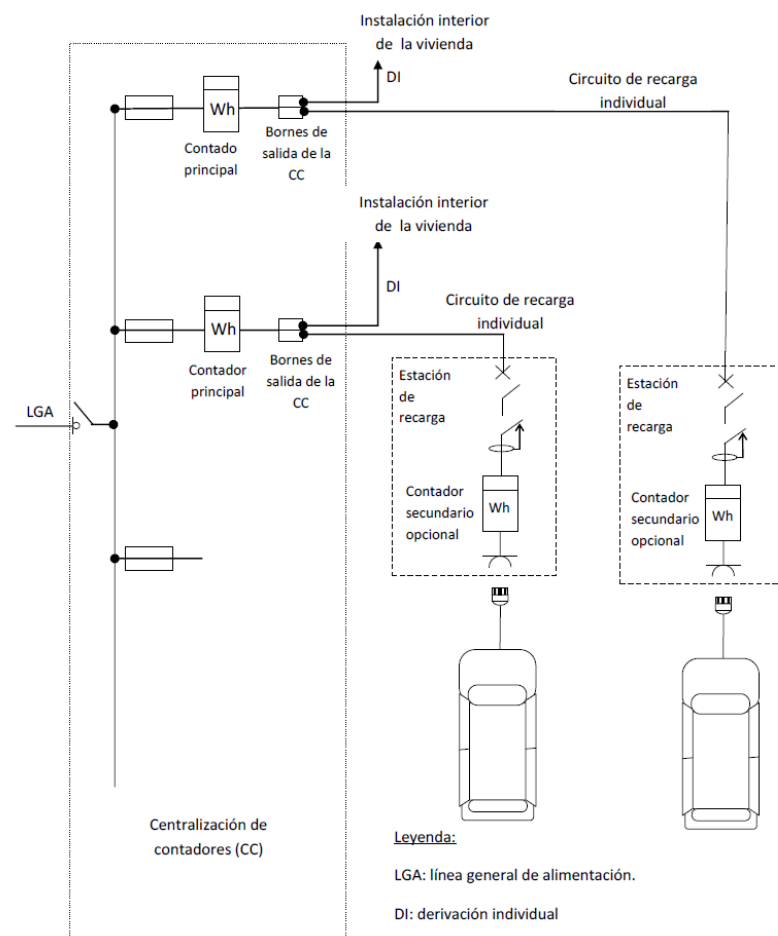 Instalación interior
de la vivienda
DI
Circuito de recarga
individual
Wh
Contado
principal
Bornes de
salida de la
CC
Instalación interior
de la vivienda
DI
Circuito de recarga
individual
Wh
Contador
principal
Bornes de
salida de la
CC
LGA
Estación
de
recarga
Contador
secundario
opcional
Wh
Estación
de
recarga
Contador
secundario
opcional
Wh
Centralización de
contadores (CC)
Leyenda:
LGA: línea general de alimentación.
DI: derivación individual